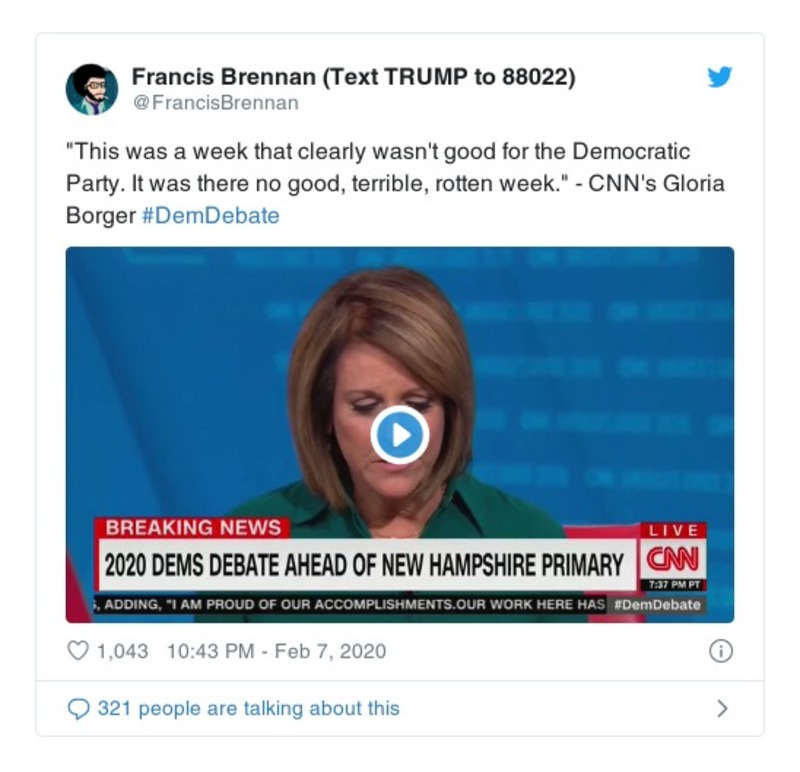 Francis Brennan (Text TRUMP to 88022)
@FrancisBrennan
"This was a week that clearly wasn't good for the Democratic
Party. It was there no good, terrible, rotten week." - CNN's Gloria
Borger #DemDebate
BREAKING NEWS
2020 DEMS DEBATE AHEAD OF NEW HAMPSHIRE PRIMARY
LIVE
CNN
7:37 PM PT
, ADDING, "I AM PROUD OF OUR ACCOMPLISHMENTS.OUR WORK HERE HAS #DemDebate
1,043 10:43 PM - Feb 7, 2020
321 people are talking about this